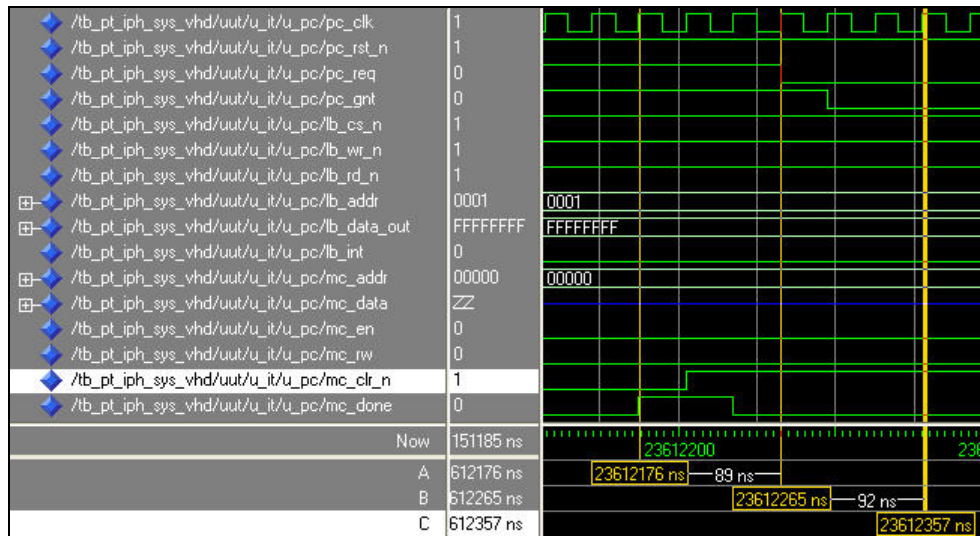 /tb_pt_iph_sys_vhd/uut/u_it/u_pc/pc_clk 1
/tb_pt_iph_sys_vhd/uut/u_it/u_pc/pc_rst_n 1
/tb_pt_iph_sys_vhd/uut/u_it/u_pc/pc_req 0
/tb_pt_iph_sys_vhd/uut/u_it/u_pc/pc_gnt 0
/tb_pt_iph_sys_vhd/uut/u_it/u_pc/lb_cs_n 1
/tb_pt_iph_sys_vhd/uut/u_it/u_pc/lb_wr_n 1
/tb_pt_iph_sys_vhd/uut/u_it/u_pc/lb_rd_n 1
/tb_pt_iph_sys_vhd/uut/u_it/u_pc/lb_addr 0001 0001
/tb_pt_iph_sys_vhd/uut/u_it/u_pc/lb_data_out FFFFFFFF FFFFFFFF
/tb_pt_iph_sys_vhd/uut/u_it/u_pc/lb_int 0
/tb_pt_iph_sys_vhd/uut/u_it/u_pc/mc_addr 00000 00000
/tb_pt_iph_sys_vhd/uut/u_it/u_pc/mc_data ZZ
/tb_pt_iph_sys_vhd/uut/u_it/u_pc/mc_en 0
/tb_pt_iph_sys_vhd/uut/u_it/u_pc/mc_rw 0
/tb_pt_iph_sys_vhd/uut/u_it/u_pc/mc_clr_n 1
/tb_pt_iph_sys_vhd/uut/u_it/u_pc/mc_done 0
Now 151185 ns 23612200 236
A 612176 ns 23612176 ns 89 ns
B 612265 ns 23612265 ns 92 ns
C 612357 ns 23612357 ns